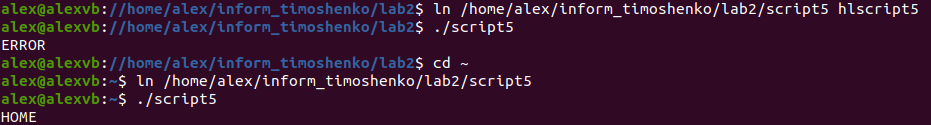 alex@alexvb://home/alex/inform_timoshenko/lab2$ ln /home/alex/inform_timoshenko/lab2/script5 hlscript5
alex@alexvb://home/alex/inform_timoshenko/lab2$ ./script5
ERROR
alex@alexvb://home/alex/inform_timoshenko/lab2$ cd ~
alex@alexvb:~$ ln /home/alex/inform_timoshenko/lab2/script5
alex@alexvb:~$ ./script5
HOME